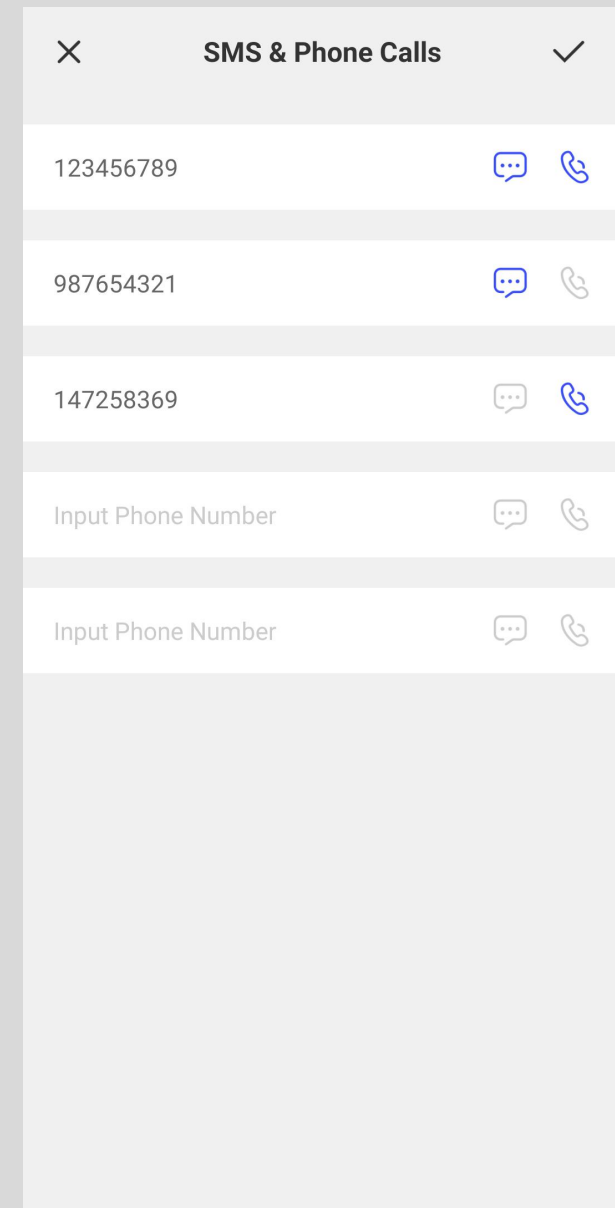 SMS & Phone Calls
123456789
987654321
147258369
Input Phone Number
Input Phone Number